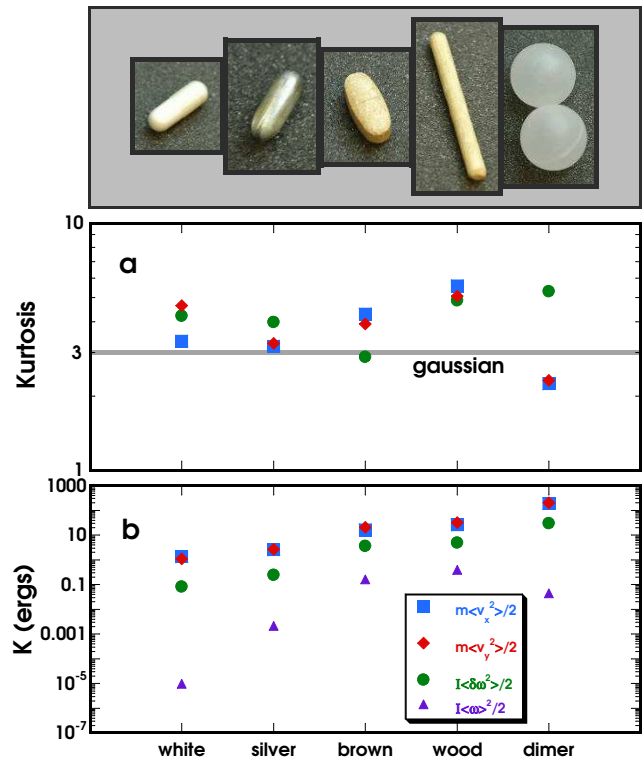 10
a
Kurtosis
3
gaussian
1
1000
b
10
K (ergs)
0.1
0.001
10⁻⁵
10⁻⁷
m<vₓ²>/2
m<v_y²>/2
I<δω²>/2
I<ω>²/2
white silver brown wood dimer